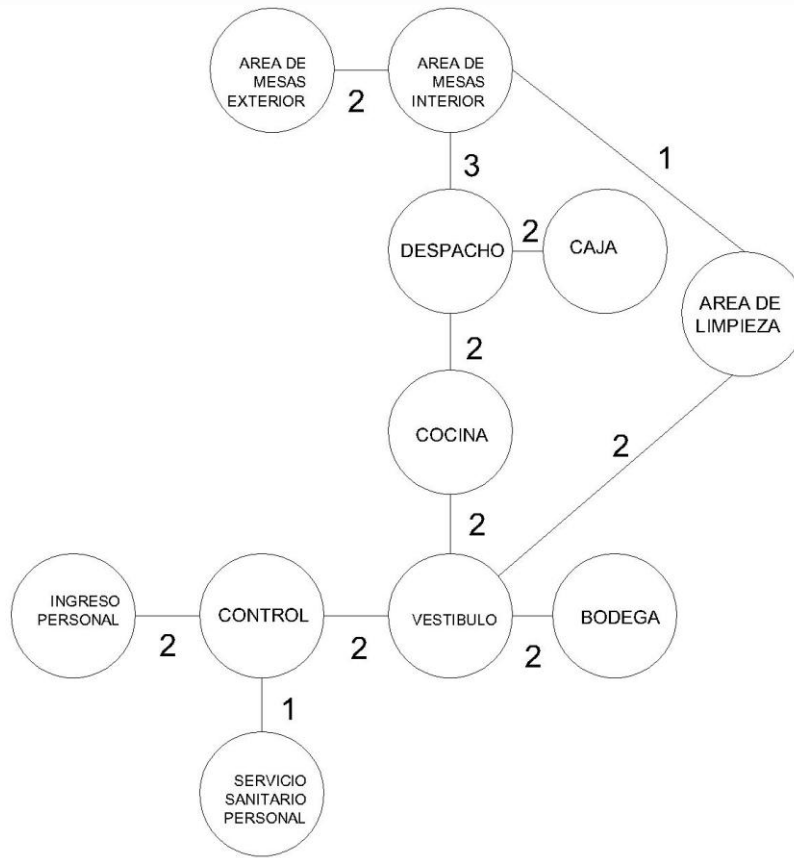 AREA DE
MESAS
EXTERIOR
2
AREA DE
MESAS
INTERIOR
1
3
DESPACHO
2
CAJA
AREA DE
LIMPIEZA
2
COCINA
2
2
INGRESO
PERSONAL
2
CONTROL
2
VESTIBULO
2
BODEGA
1
SERVICIO
SANITARIO
PERSONAL